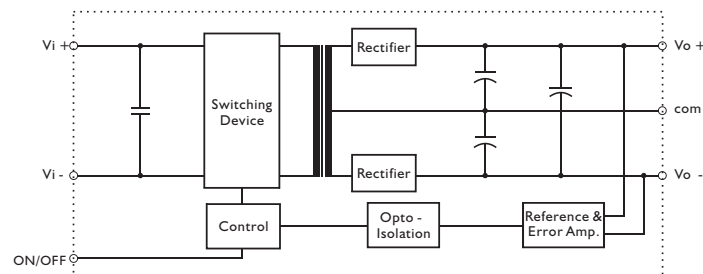 Vi +
Rectifier
Vo +
Switching
Device
com
Vi -
Rectifier
Vo -
Control
Opto -
Isolation
Reference &
Error Amp.
ON/OFF